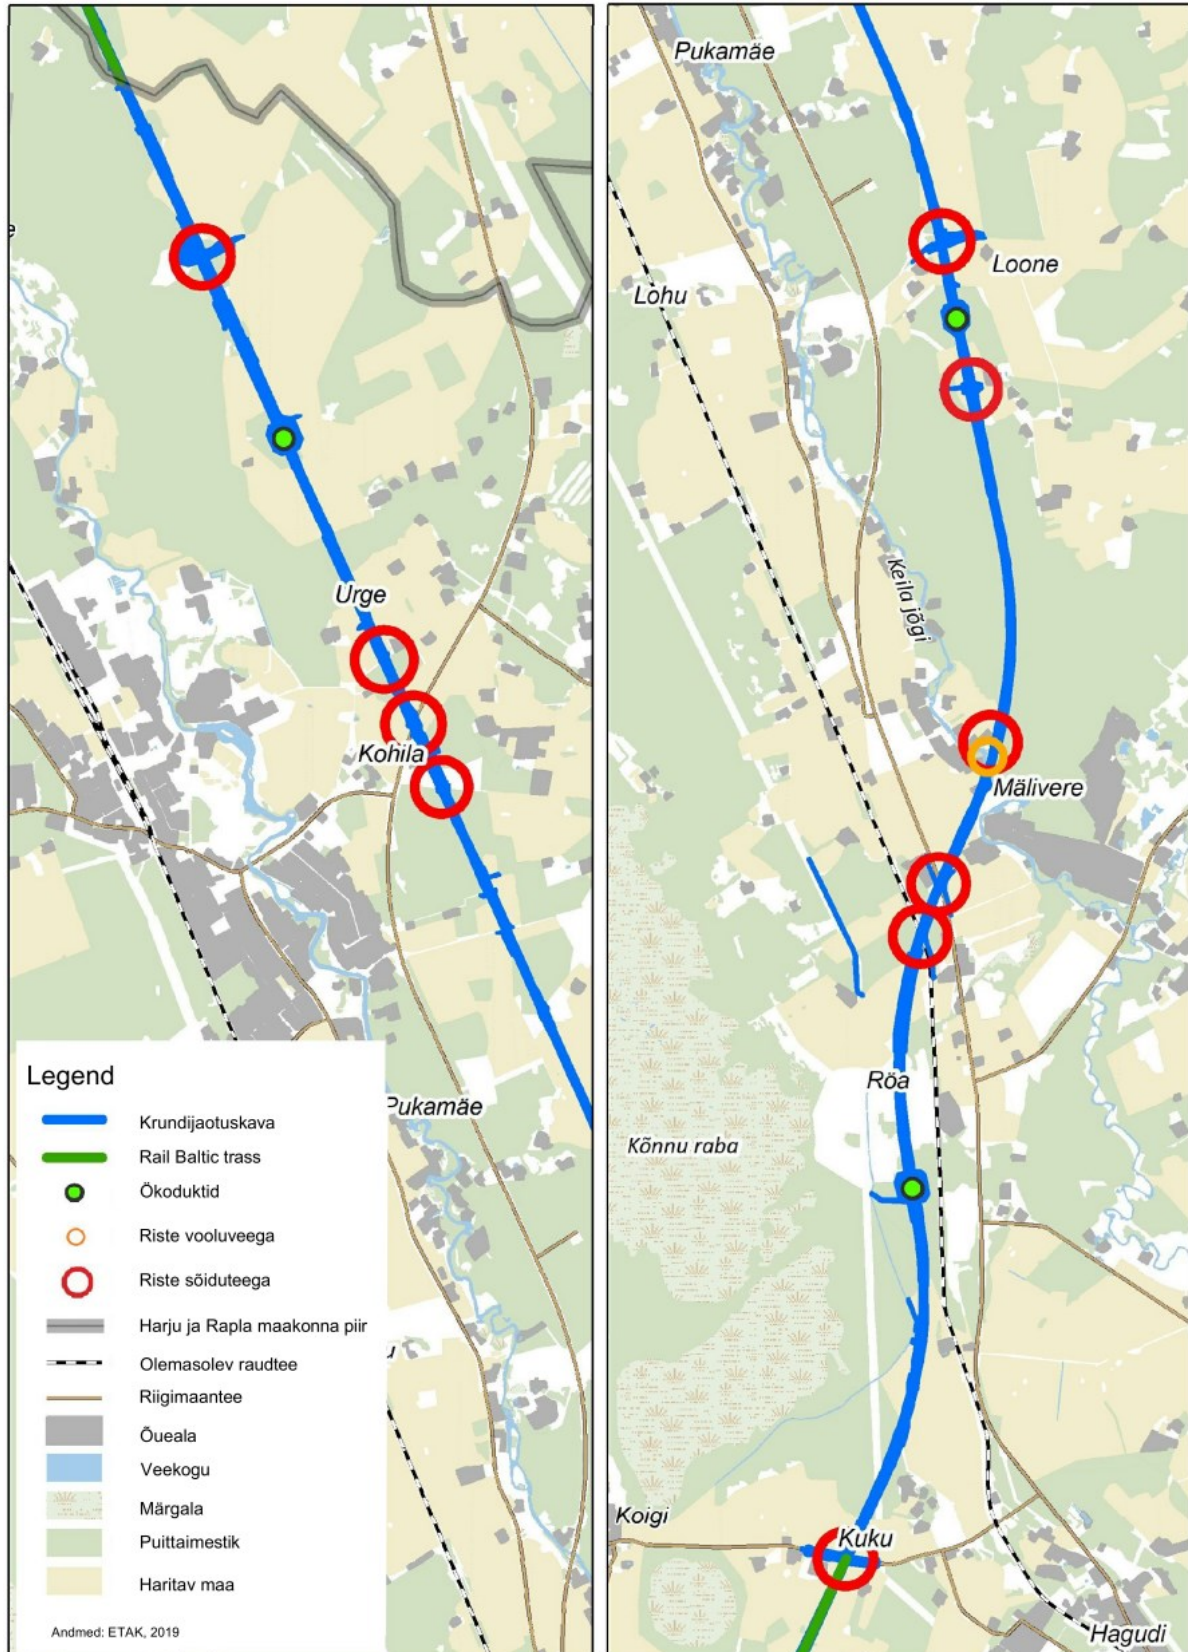 e
Urge
Kohila
Pukamäe
u
Legend
Krundijaotuskava
Rail Baltic trass
Ökoduktid
Riste vooluveega
Riste sõiduteega
Harju ja Rapla maakonna piir
Olemasolev raudtee
Riigimaantee
Õueala
Veekogu
Märgala
Puittaimestik
Haritav maa
Andmed: ETAK, 2019
Pukamäe
Loone
Lohu
Keila jõgi
Mälivere
Röa
Kõnnu raba
Koigi
Kuku
Hagudi